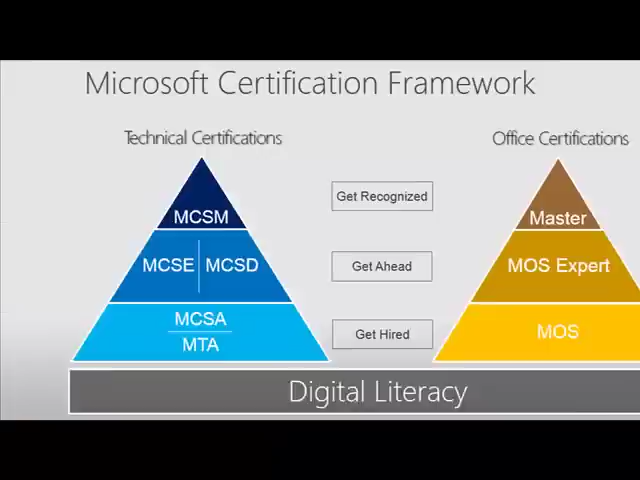 Microsoft Certification Framework
Technical Certifications
Office Certifications
MCSM
Get Recognized
Master
MCSE | MCSD
Get Ahead
MOS Expert
MCSA
MTA
Get Hired
MOS
Digital Literacy